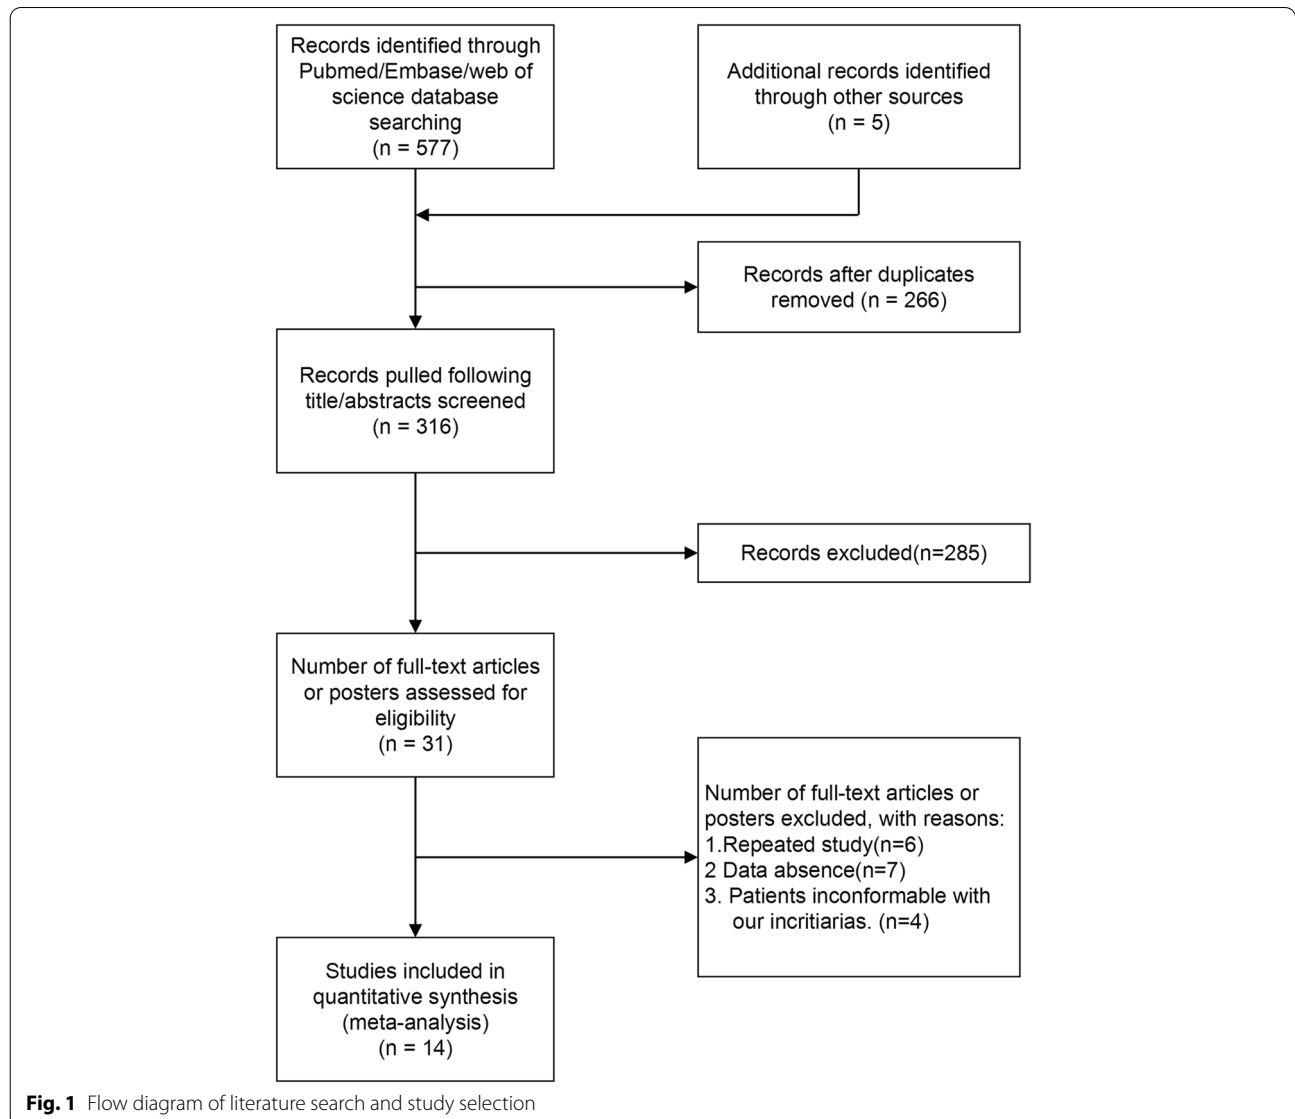 Records identified through
Pubmed/Embase/web of
science database
searching
(n = 577)
Additional records identified
through other sources
(n = 5)
Records after duplicates
removed (n = 266)
Records pulled following
title/abstracts screened
(n = 316)
Records excluded(n=285)
Number of full-text articles
or posters assessed for
eligibility
(n = 31)
Number of full-text articles or
posters excluded, with reasons:
1.Repeated study(n=6)
2 Data absence(n=7)
3. Patients inconformable with
our incritiarias. (n=4)
Studies included in
quantitative synthesis
(meta-analysis)
(n = 14)
Fig. 1 Flow diagram of literature search and study selection